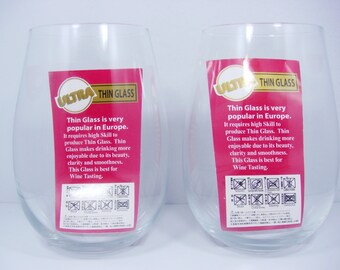 ULTRA THIN GLASS
Thin Glass is very
popular in Europe.
It requires high Skill to
produce Thin Glass. Thin
Glass makes drinking more
enjoyable due to its beauty,
clarity and smoothness.
This Glass is best for
Wine Tasting.
ULTRA THIN GLASS
Thin Glass is very
popular in Europe.
It requires high Skill to
produce Thin Glass. Thin
Glass makes drinking more
enjoyable due to its beauty,
clarity and smoothness.
This Glass is best for
Wine Tasting.